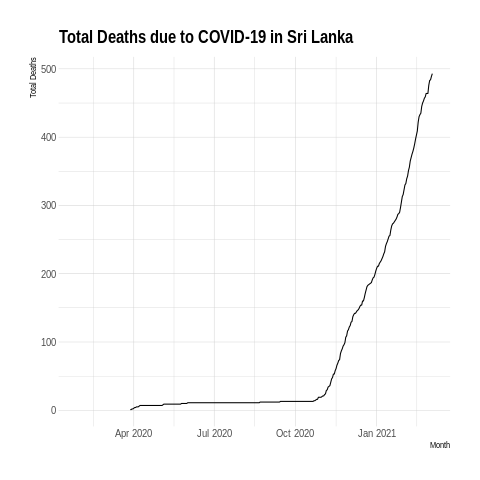 Total Deaths due to COVID-19 in Sri Lanka
Total Deaths
500
400
300
200
100
0
Apr 2020 Jul 2020 Oct 2020 Jan 2021
Month